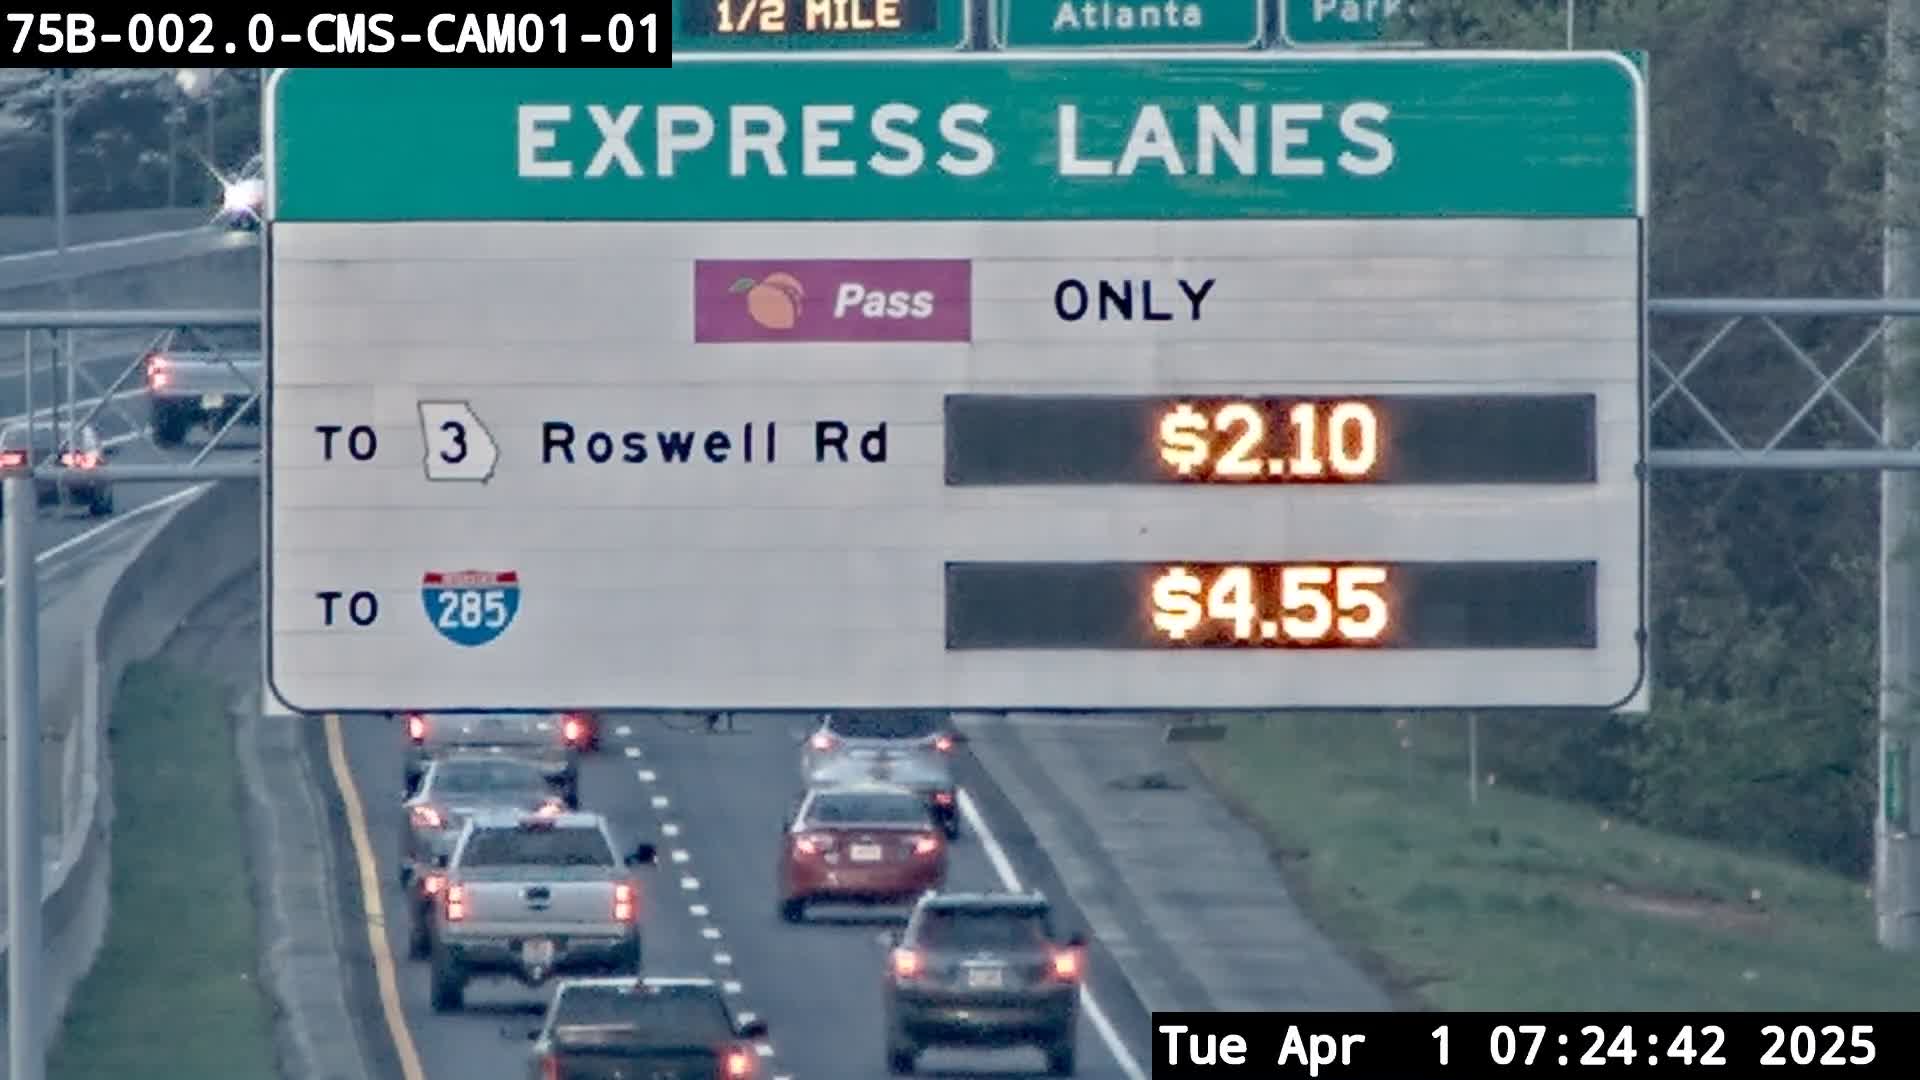 75B-002.0-CMS-CAM01-01
1/2 MILE
Atlanta
Park
EXPRESS LANES
Pass ONLY
TO 3 Roswell Rd $2.10
TO 285 $4.55
Tue Apr 1 07:24:42 2025